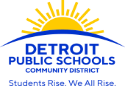 DETROIT
PUBLIC SCHOOLS
COMMUNITY DISTRICT
Students Rise. We All Rise.